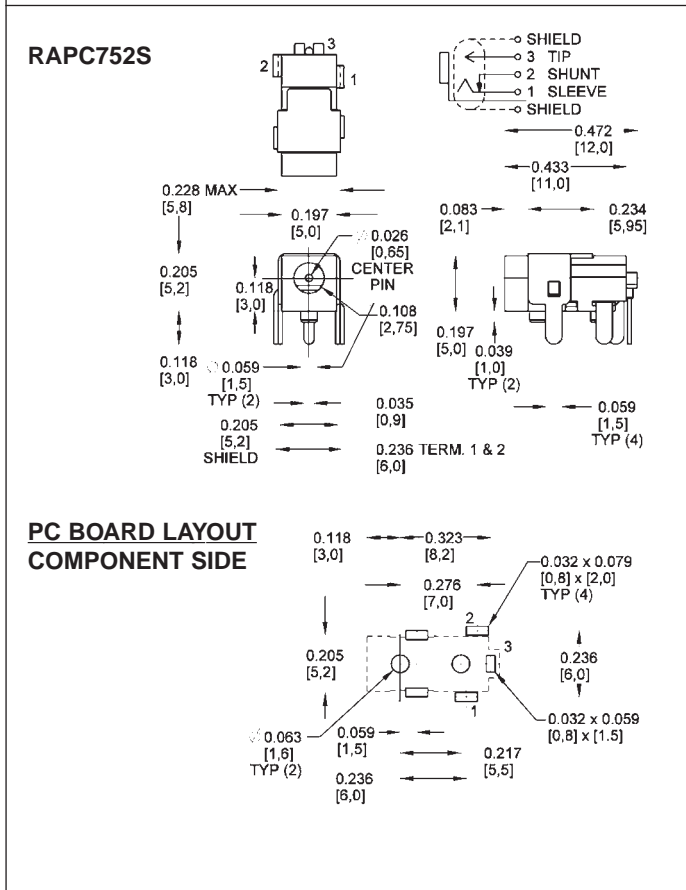 RAPC752S
3
2
1
SHIELD
3 TIP
2 SHUNT
1 SLEEVE
SHIELD
0.472
[12,0]
0.433
[11,0]
0.228 MAX
[5,8]
0.197
[5,0]
0.083
[2,1]
0.234
[5,95]
∅ 0.026
[0,65]
CENTER
PIN
0.205
[5,2]
0.118
[3,0]
0.108
[2,75]
0.197
[5,0]
0.039
[1,0]
TYP (2)
0.118
[3,0]
∅ 0.059
[1,5]
TYP (2)
0.035
[0,9]
0.059
[1,5]
TYP (4)
0.205
[5,2]
SHIELD
0.236 TERM. 1 & 2
[6,0]
PC BOARD LAYOUT
COMPONENT SIDE
0.118
[3,0]
0.323
[8,2]
0.276
[7,0]
0.032 x 0.079
[0,8] x [2,0]
TYP (4)
2
3
1
0.205
[5,2]
0.236
[6,0]
0.032 x 0.059
[0,8] x [1.5]
∅ 0.063
[1,6]
TYP (2)
0.059
[1,5]
0.217
[5,5]
0.236
[6,0]